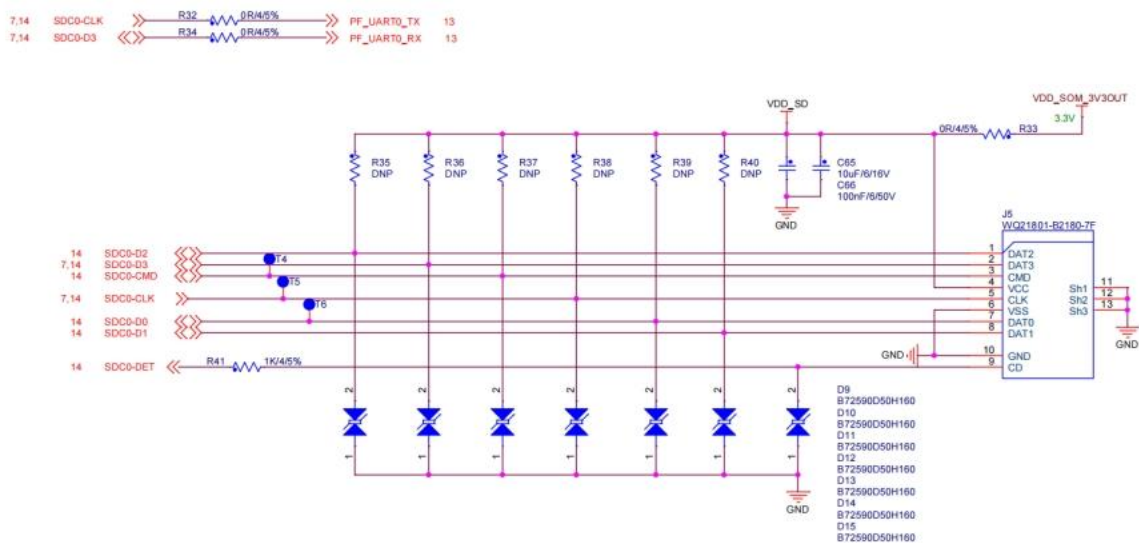 7,14 SDC0-CLK R32 0R/4/5% PF_UART0_TX 13
7,14 SDC0-D3 R34 0R/4/5% PF_UART0_RX 13
VDD_SD
VDD_SOM_3V3OUT
3.3V
0R/4/5% R33
R35
DNP
R36
DNP
R37
DNP
R38
DNP
R39
DNP
R40
DNP
C65
10uF/6/16V
C66
100nF/6/50V
GND
J5
WQ21801-B2180-7F
14 SDC0-D2
7,14 SDC0-D3
14 SDC0-CMD
7,14 SDC0-CLK
14 SDC0-D0
14 SDC0-D1
14 SDC0-DET
T4
T5
T6
R41 1K/4/5%
1 DAT2
2 DAT3
3 CMD
4 VCC
5 CLK
6 VSS
7 DAT0
8 DAT1
10 GND
9 CD
Sh1 11
Sh2 12
Sh3 13
GND
GND
2 2 2 2 2 2 2
1 1 1 1 1 1 1
GND
D9
B72590D50H160
D10
B72590D50H160
D11
B72590D50H160
D12
B72590D50H160
D13
B72590D50H160
D14
B72590D50H160
D15
B72590D50H160